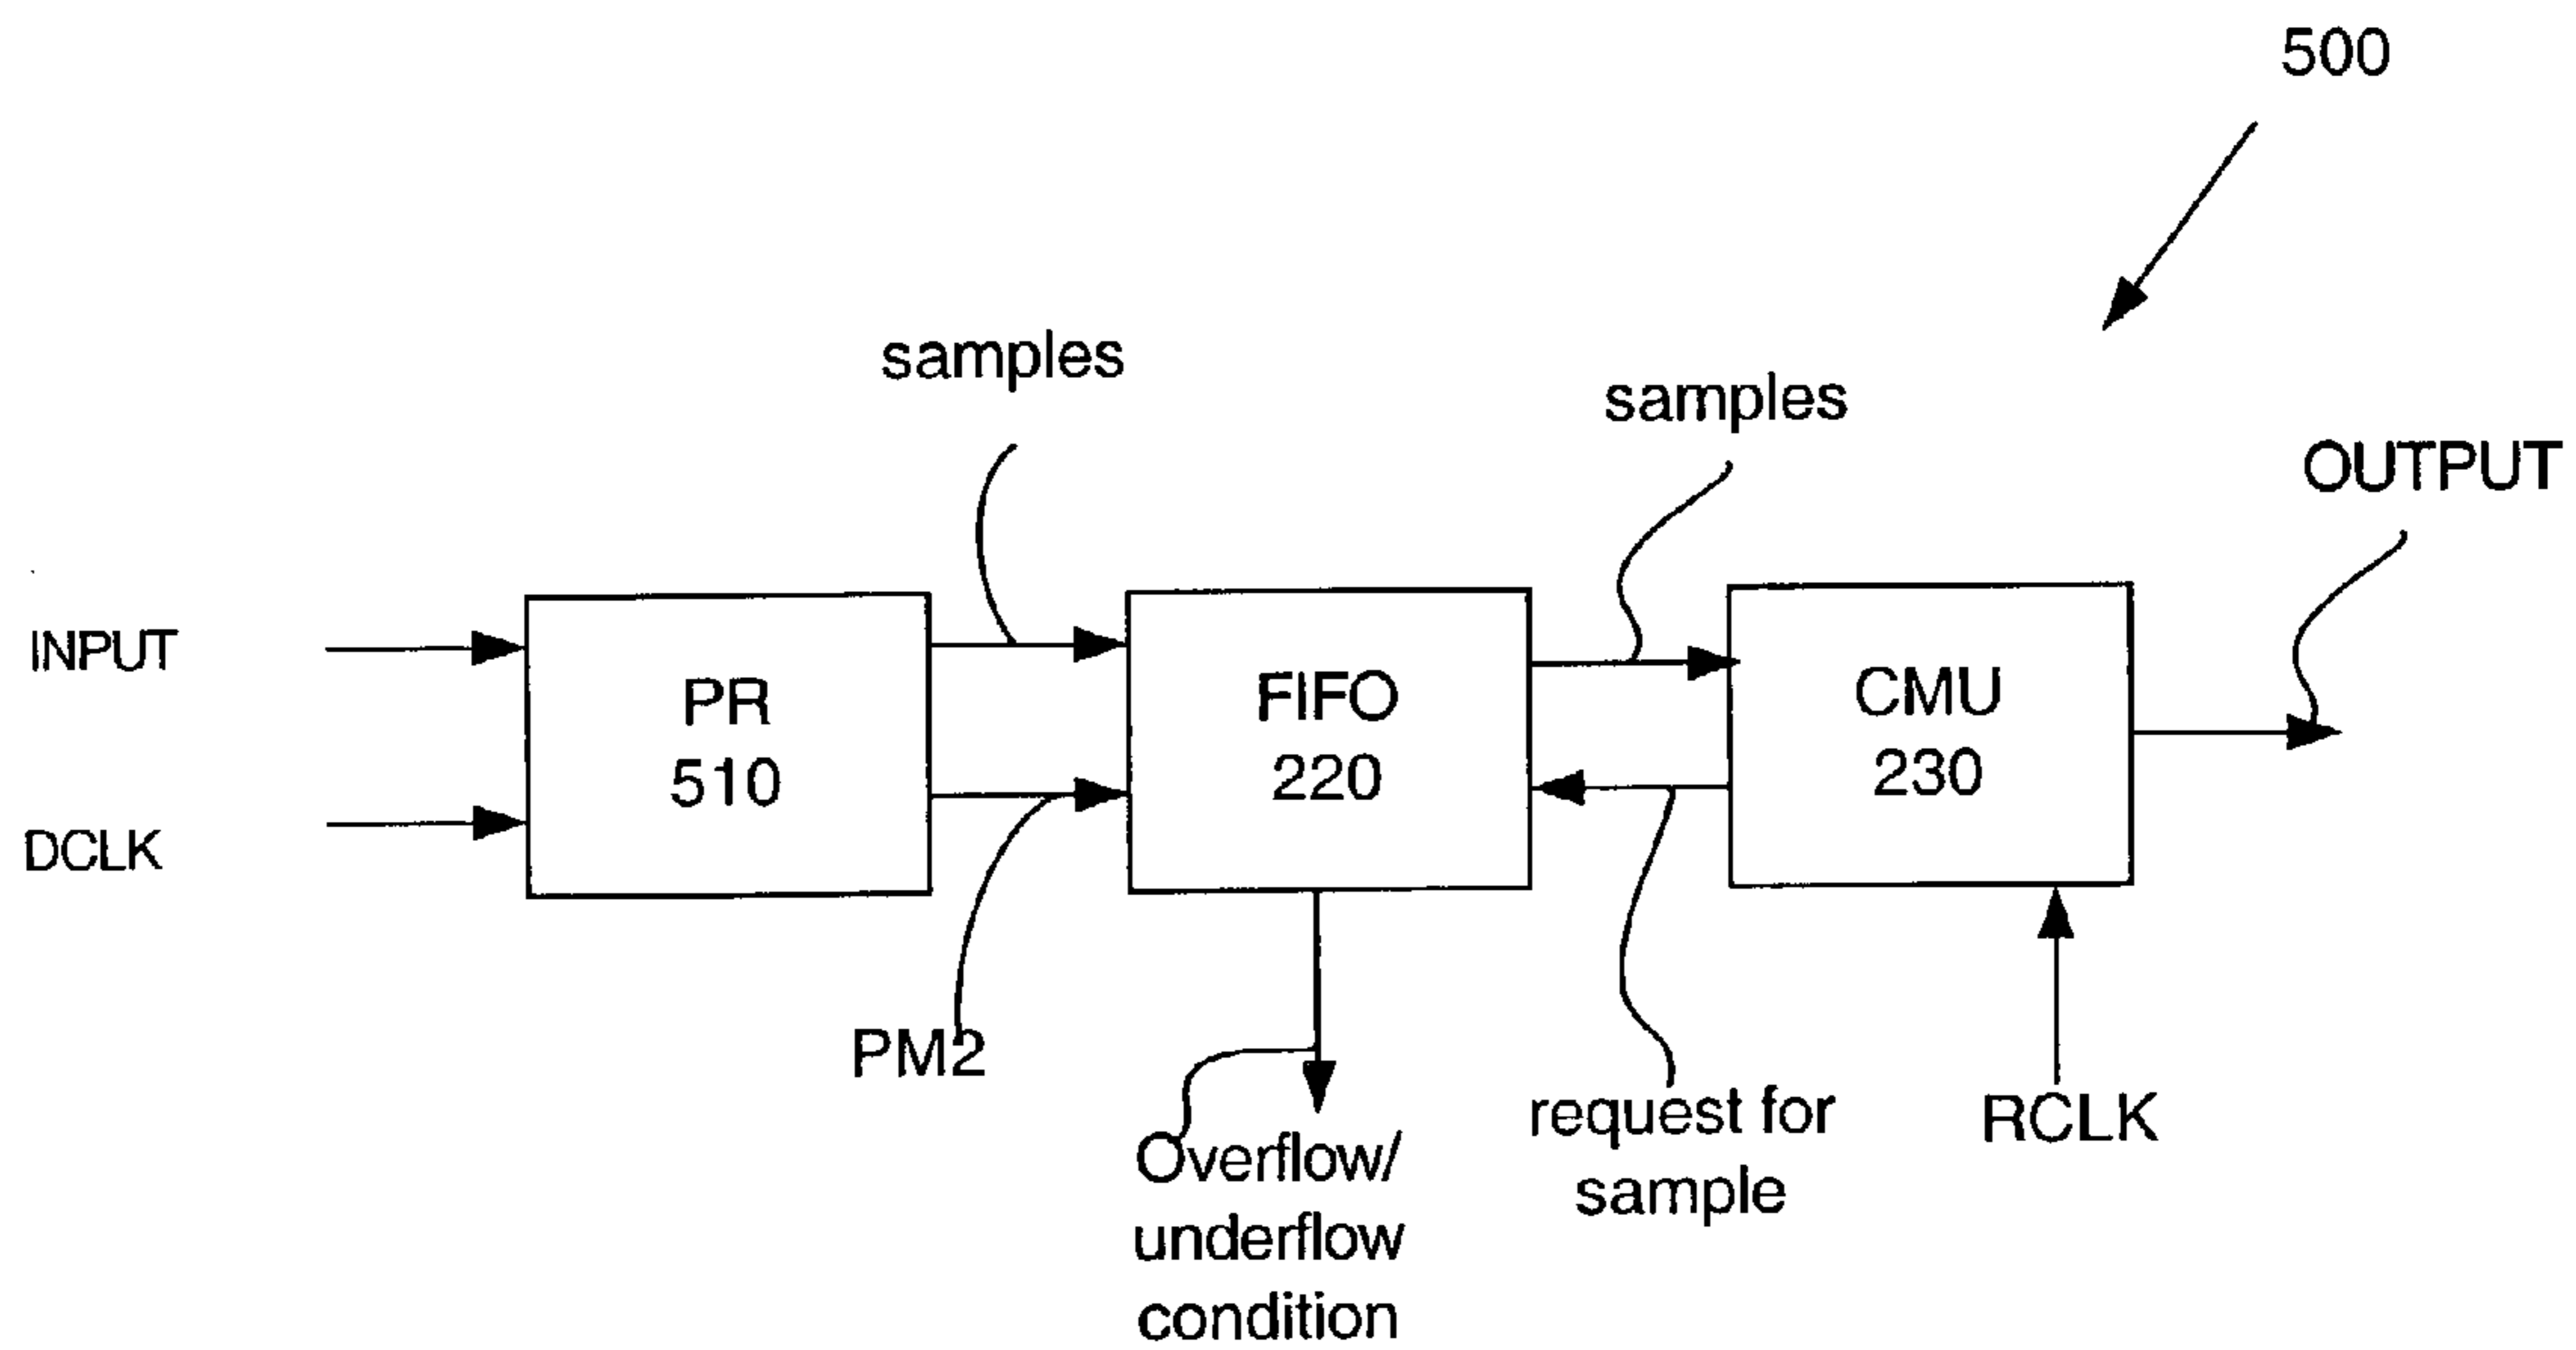 500
samples
samples
OUTPUT
INPUT
PR
510
FIFO
220
CMU
230
DCLK
PM2
request for
sample
RCLK
Overflow/
underflow
condition